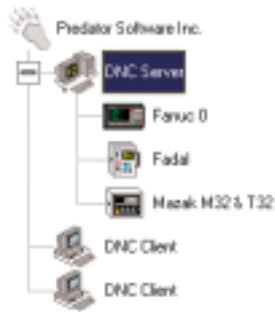 Predator Software Inc.
DNC Server
Fanuc 0
Fadal
Mazak M32 & T32
DNC Client
DNC Client